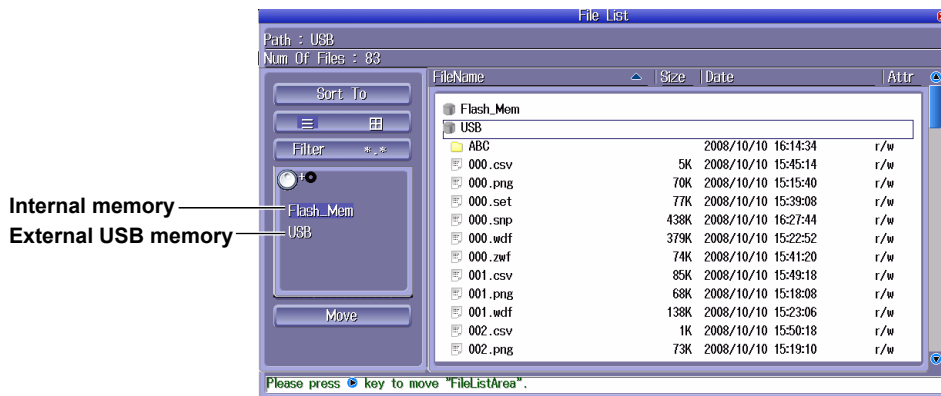 File List
Path : USB
Num Of Files : 83
FileName Size Date Attr
Sort To
Filter *.*
Internal memory
Flash_Mem
External USB memory
USB
Move
Flash_Mem
USB
ABC 2008/10/10 16:14:34 r/w
000.csv 5K 2008/10/10 15:45:14 r/w
000.png 70K 2008/10/10 15:15:40 r/w
000.set 77K 2008/10/10 15:39:08 r/w
000.snp 438K 2008/10/10 16:27:44 r/w
000.wdf 379K 2008/10/10 15:22:52 r/w
000.zwf 74K 2008/10/10 15:41:20 r/w
001.csv 85K 2008/10/10 15:49:18 r/w
001.png 68K 2008/10/10 15:18:08 r/w
001.wdf 138K 2008/10/10 15:23:06 r/w
002.csv 1K 2008/10/10 15:50:18 r/w
002.png 73K 2008/10/10 15:19:10 r/w
Please press key to move "FileListArea".